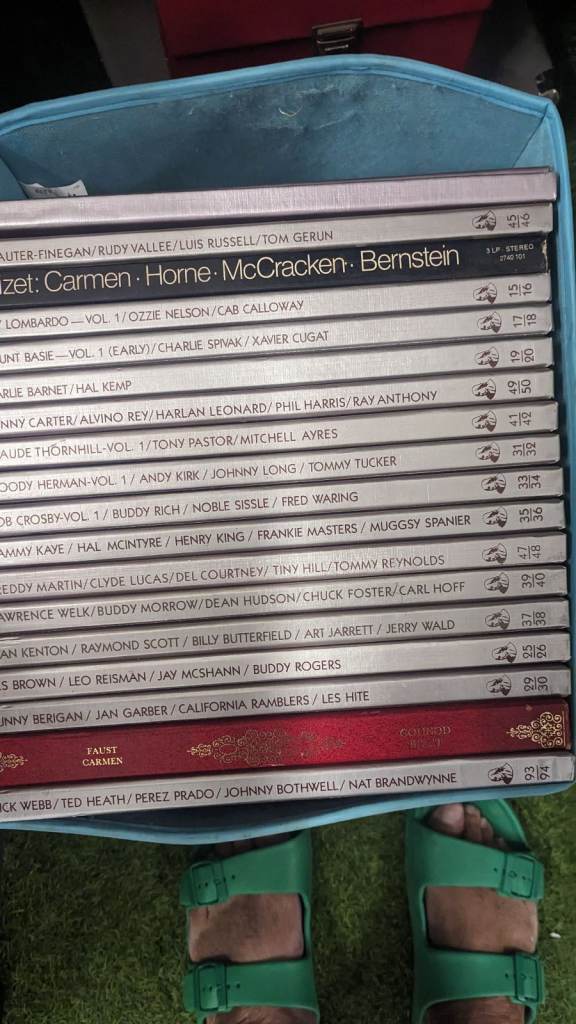 AUTER-FINEGAN/RUDY VALLEE/LUIS RUSSELL/TOM GERUN 45 46
zet: Carmen · Horne · McCracken · Bernstein 3 LP · STEREO 2740 101
LOMBARDO—VOL. 1/OZZIE NELSON/CAB CALLOWAY 15 16
UNT BASIE—VOL. 1 (EARLY)/CHARLIE SPIVAK/XAVIER CUGAT 17 18
RLIE BARNET/HAL KEMP 19 20
NNY CARTER/ALVINO REY/HARLAN LEONARD/PHIL HARRIS/RAY ANTHONY 49 50
AUDE THORNHILL-VOL. 1/TONY PASTOR/MITCHELL AYRES 41 42
OODY HERMAN-VOL. 1/ANDY KIRK/JOHNNY LONG/TOMMY TUCKER 31 32
OB CROSBY-VOL. 1/BUDDY RICH/NOBLE SISSLE/FRED WARING 33 34
AMMY KAYE/HAL MCINTYRE/HENRY KING/FRANKIE MASTERS/MUGGSY SPANIER 35 36
EDDY MARTIN/CLYDE LUCAS/DEL COURTNEY/TINY HILL/TOMMY REYNOLDS 47 48
AWRENCE WELK/BUDDY MORROW/DEAN HUDSON/CHUCK FOSTER/CARL HOFF 39 40
AN KENTON/RAYMOND SCOTT/BILLY BUTTERFIELD/ART JARRETT/JERRY WALD 37 38
S BROWN/LEO REISMAN/JAY MCSHANN/BUDDY ROGERS 25 26
NNY BERIGAN/JAN GARBER/CALIFORNIA RAMBLERS/LES HITE 29 30
FAUST GOUNOD
CARMEN BIZET
ICK WEBB/TED HEATH/PEREZ PRADO/JOHNNY BOTHWELL/NAT BRANDWYNNE 93 94